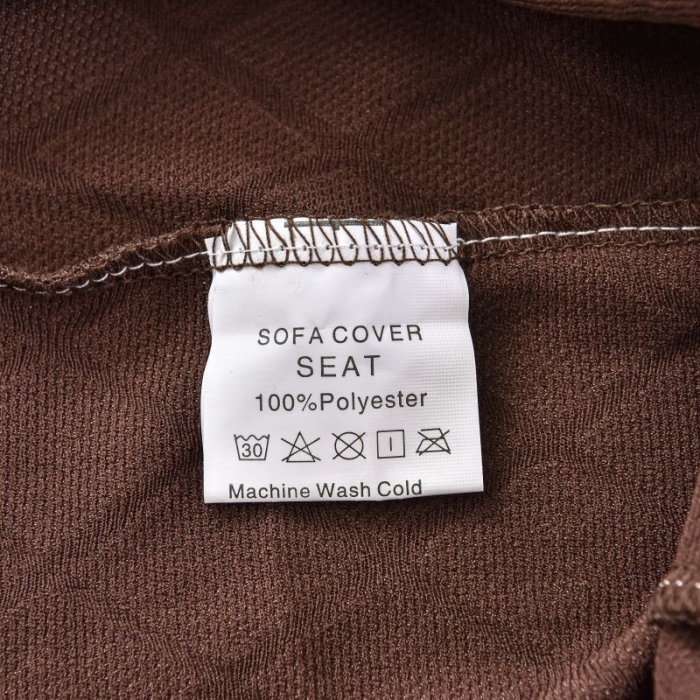 SOFA COVER
SEAT
100%Polyester
30
Machine Wash Cold